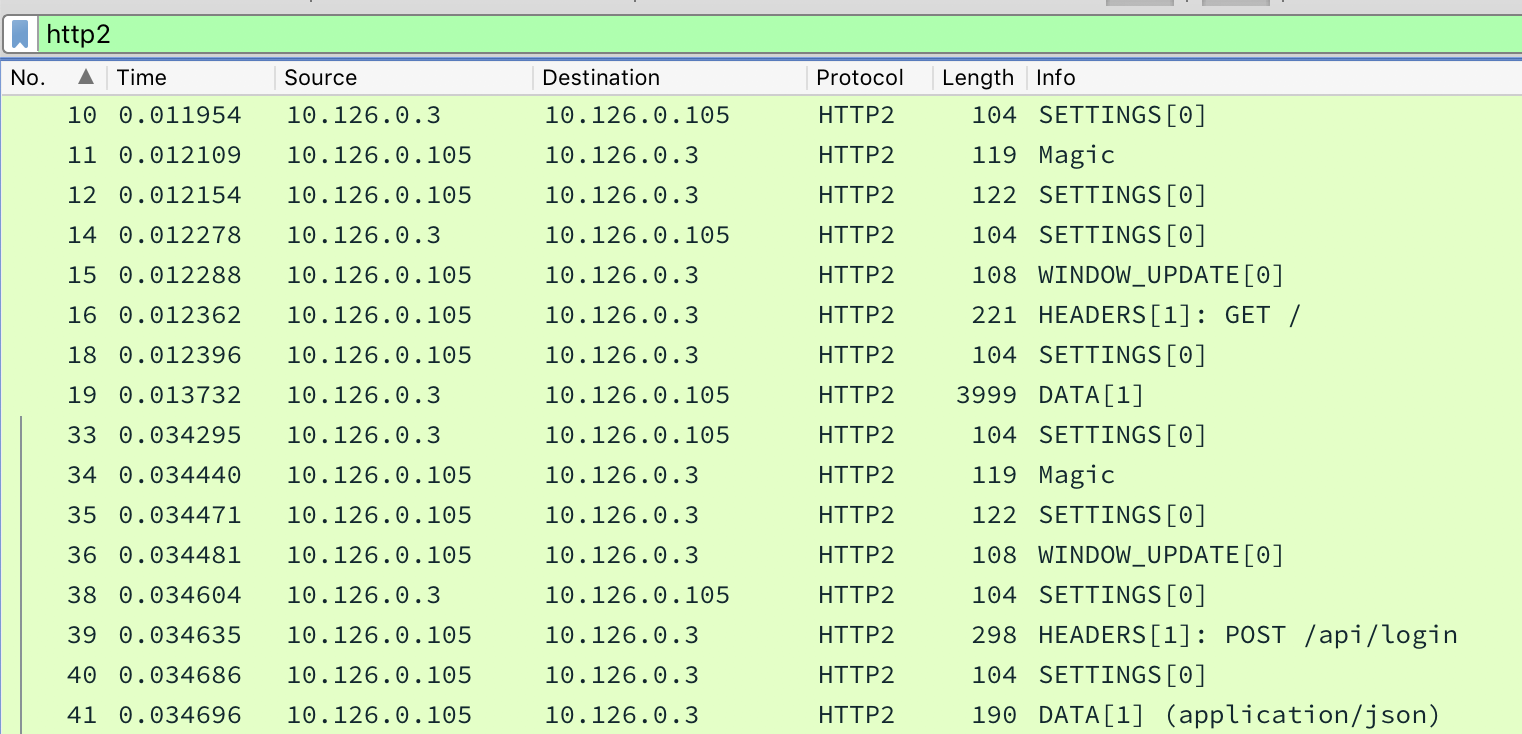 http2
No. Time Source Destination Protocol Length Info
10 0.011954 10.126.0.3 10.126.0.105 HTTP2 104 SETTINGS[0]
11 0.012109 10.126.0.105 10.126.0.3 HTTP2 119 Magic
12 0.012154 10.126.0.105 10.126.0.3 HTTP2 122 SETTINGS[0]
14 0.012278 10.126.0.3 10.126.0.105 HTTP2 104 SETTINGS[0]
15 0.012288 10.126.0.105 10.126.0.3 HTTP2 108 WINDOW_UPDATE[0]
16 0.012362 10.126.0.105 10.126.0.3 HTTP2 221 HEADERS[1]: GET /
18 0.012396 10.126.0.105 10.126.0.3 HTTP2 104 SETTINGS[0]
19 0.013732 10.126.0.3 10.126.0.105 HTTP2 3999 DATA[1]
33 0.034295 10.126.0.3 10.126.0.105 HTTP2 104 SETTINGS[0]
34 0.034440 10.126.0.105 10.126.0.3 HTTP2 119 Magic
35 0.034471 10.126.0.105 10.126.0.3 HTTP2 122 SETTINGS[0]
36 0.034481 10.126.0.105 10.126.0.3 HTTP2 108 WINDOW_UPDATE[0]
38 0.034604 10.126.0.3 10.126.0.105 HTTP2 104 SETTINGS[0]
39 0.034635 10.126.0.105 10.126.0.3 HTTP2 298 HEADERS[1]: POST /api/login
40 0.034686 10.126.0.105 10.126.0.3 HTTP2 104 SETTINGS[0]
41 0.034696 10.126.0.105 10.126.0.3 HTTP2 190 DATA[1] (application/json)